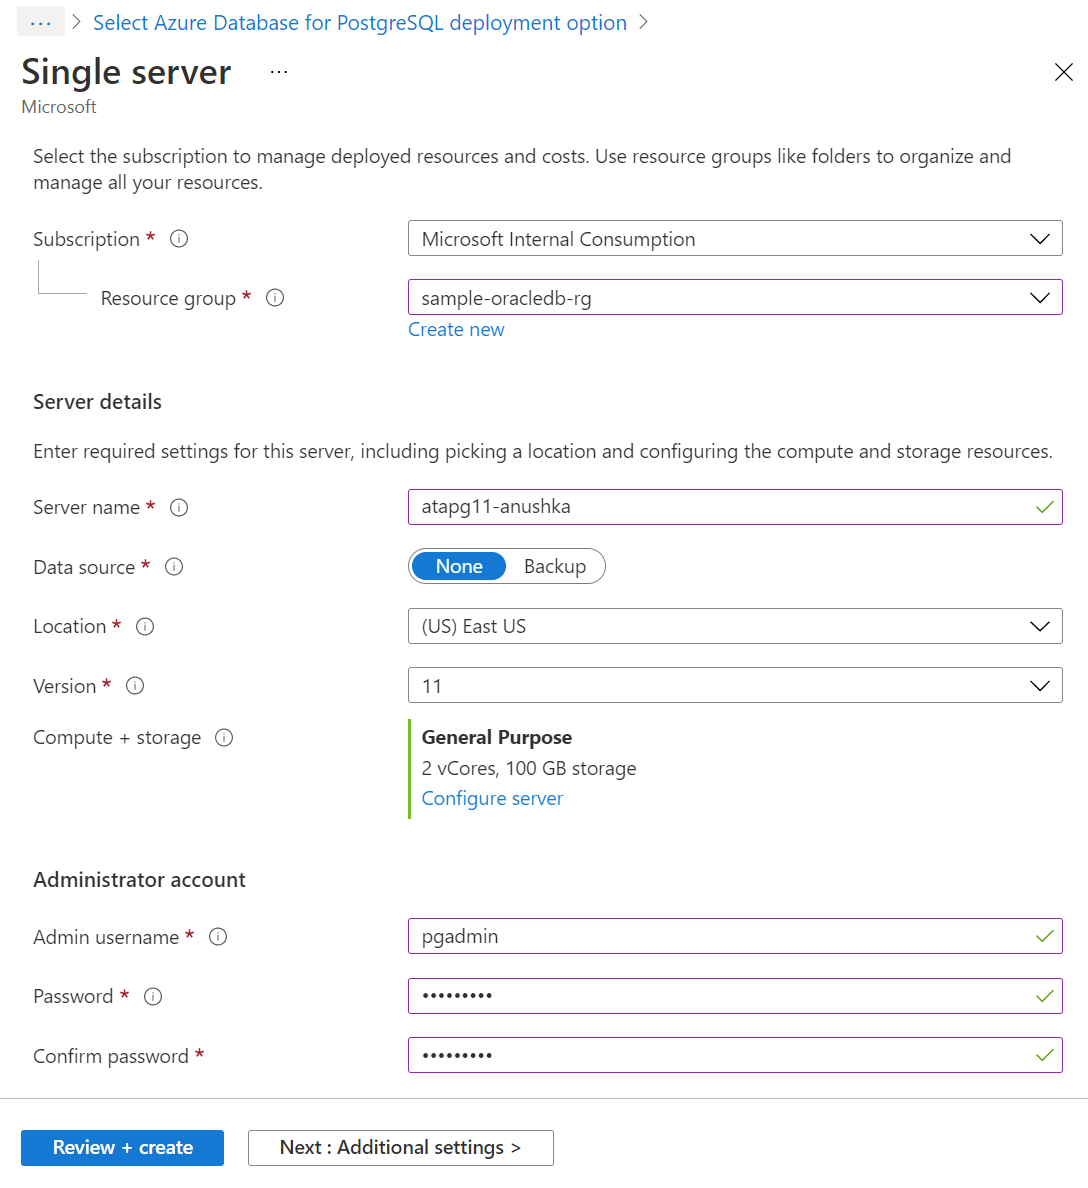 ... > Select Azure Database for PostgreSQL deployment option >
Single server ...
Microsoft
Select the subscription to manage deployed resources and costs. Use resource groups like folders to organize and
manage all your resources.
Subscription *
Microsoft Internal Consumption
Resource group *
sample-oracledb-rg
Create new
Server details
Enter required settings for this server, including picking a location and configuring the compute and storage resources.
Server name *
atapg11-anushka
Data source *
None Backup
Location *
(US) East US
Version *
11
Compute + storage
General Purpose
2 vCores, 100 GB storage
Configure server
Administrator account
Admin username *
pgadmin
Password *
•••••••••
Confirm password *
•••••••••
Review + create
Next : Additional settings >